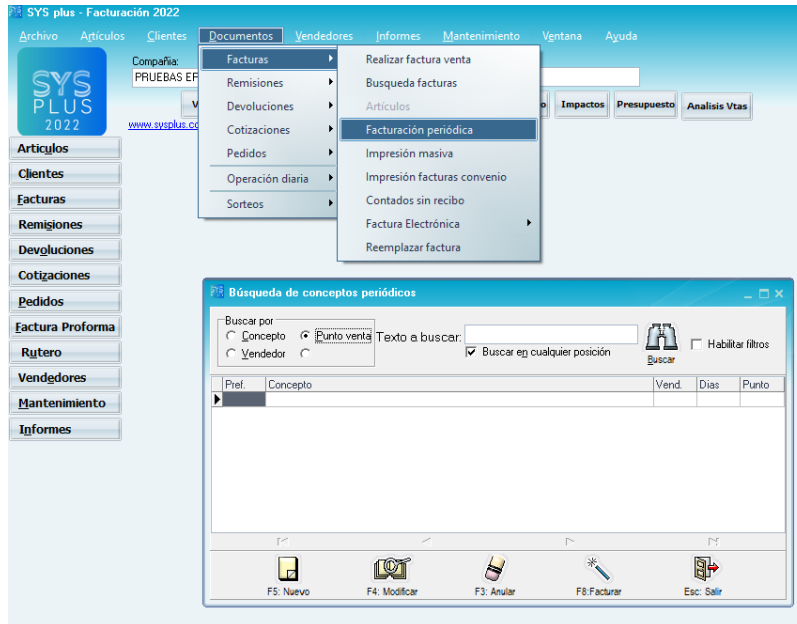 SYS plus - Facturación 2022
Archivo Artículos Clientes Documentos Vendedores Informes Mantenimiento Ventana Ayuda
SYS
PLUS
2022
Compañia:
PRUEBAS EF
www.sysplus.co
Impactos Presupuesto Analisis Vtas
Facturas
Remisiones
Devoluciones
Cotizaciones
Pedidos
Operación diaria
Sorteos
Realizar factura venta
Busqueda facturas
Artículos
Facturación periódica
Impresión masiva
Impresión facturas convenio
Contados sin recibo
Factura Electrónica
Reemplazar factura
Articulos
Clientes
Facturas
Remisiones
Devoluciones
Cotizaciones
Pedidos
Factura Proforma
Rutero
Vendedores
Mantenimiento
Informes
Búsqueda de conceptos periódicos
Buscar por
Concepto Punto venta
Vendedor
Texto a buscar:
Buscar en cualquier posición
Buscar
Habilitar filtros
Pref. Concepto Vend. Dias Punto
F5: Nuevo F4: Modificar F3: Anular F8:Facturar Esc: Salir